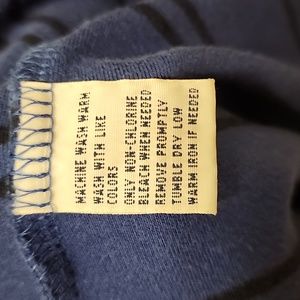 MACHINE WASH WARM
WASH WITH LIKE
COLORS
ONLY NON-CHLORINE
BLEACH WHEN NEEDED
REMOVE PROMPTLY
TUMBLE DRY LOW
WARM IRON IF NEEDED